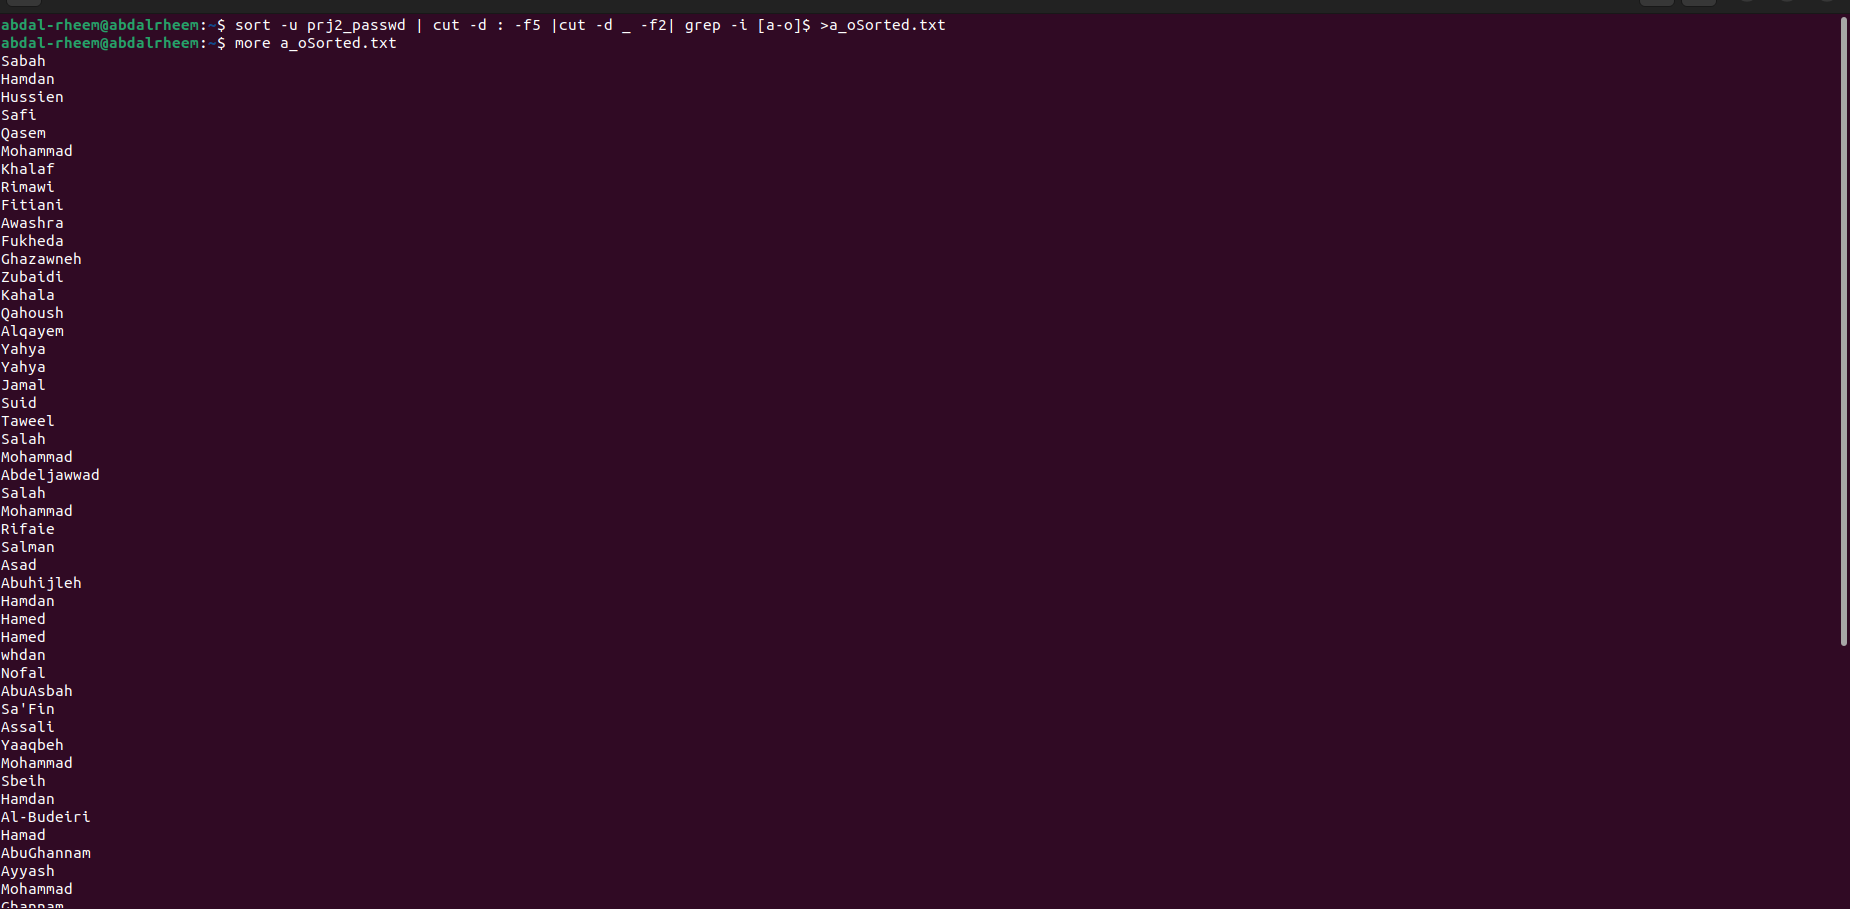 abdal-rheem@abdalrheem:~$ sort -u prj2_passwd | cut -d : -f5 |cut -d _ -f2| grep -i [a-o]$ >a_oSorted.txt
abdal-rheem@abdalrheem:~$ more a_oSorted.txt
Sabah
Hamdan
Hussien
Safi
Qasem
Mohammad
Khalaf
Rimawi
Fitiani
Awashra
Fukheda
Ghazawneh
Zubaidi
Kahala
Qahoush
Alqayem
Yahya
Yahya
Jamal
Suid
Taweel
Salah
Mohammad
Abdeljawwad
Salah
Mohammad
Rifaie
Salman
Asad
Abuhijleh
Hamdan
Hamed
Hamed
whdan
Nofal
AbuAsbah
Sa'Fin
Assali
Yaaqbeh
Mohammad
Sbeih
Hamdan
Al-Budeiri
Hamad
AbuGhannam
Ayyash
Mohammad
Ghannam